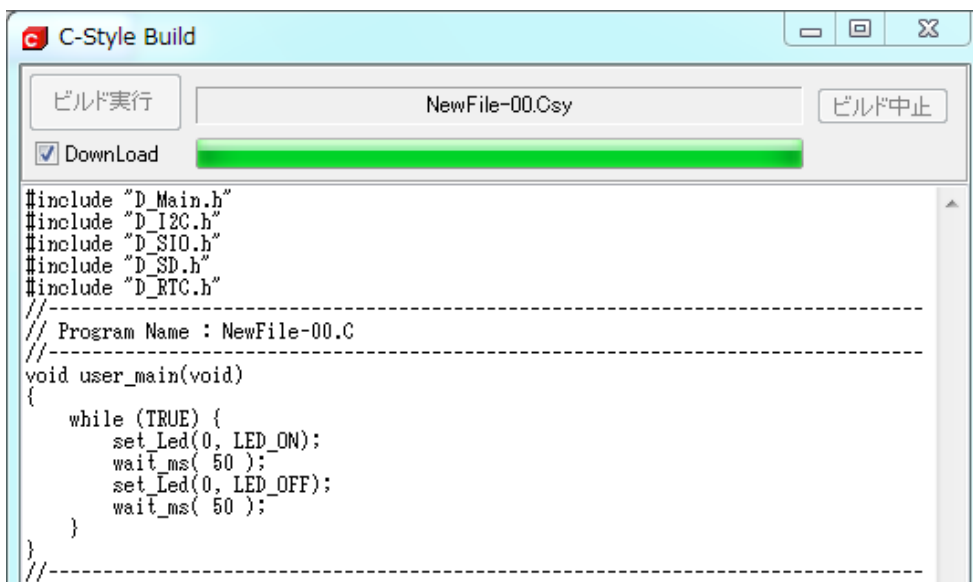 C-Style Build
ビルド実行 NewFile-00.Csy ビルド中止
DownLoad
#include "D_Main.h"
#include "D_I2C.h"
#include "D_SIO.h"
#include "D_SD.h"
#include "D_RTC.h"
//-------------------------------------------------------------------------------
// Program Name : NewFile-00.C
//-------------------------------------------------------------------------------
void user_main(void)
{
    while (TRUE) {
        set_Led(0, LED_ON);
        wait_ms( 50 );
        set_Led(0, LED_OFF);
        wait_ms( 50 );
    }
}
//-------------------------------------------------------------------------------